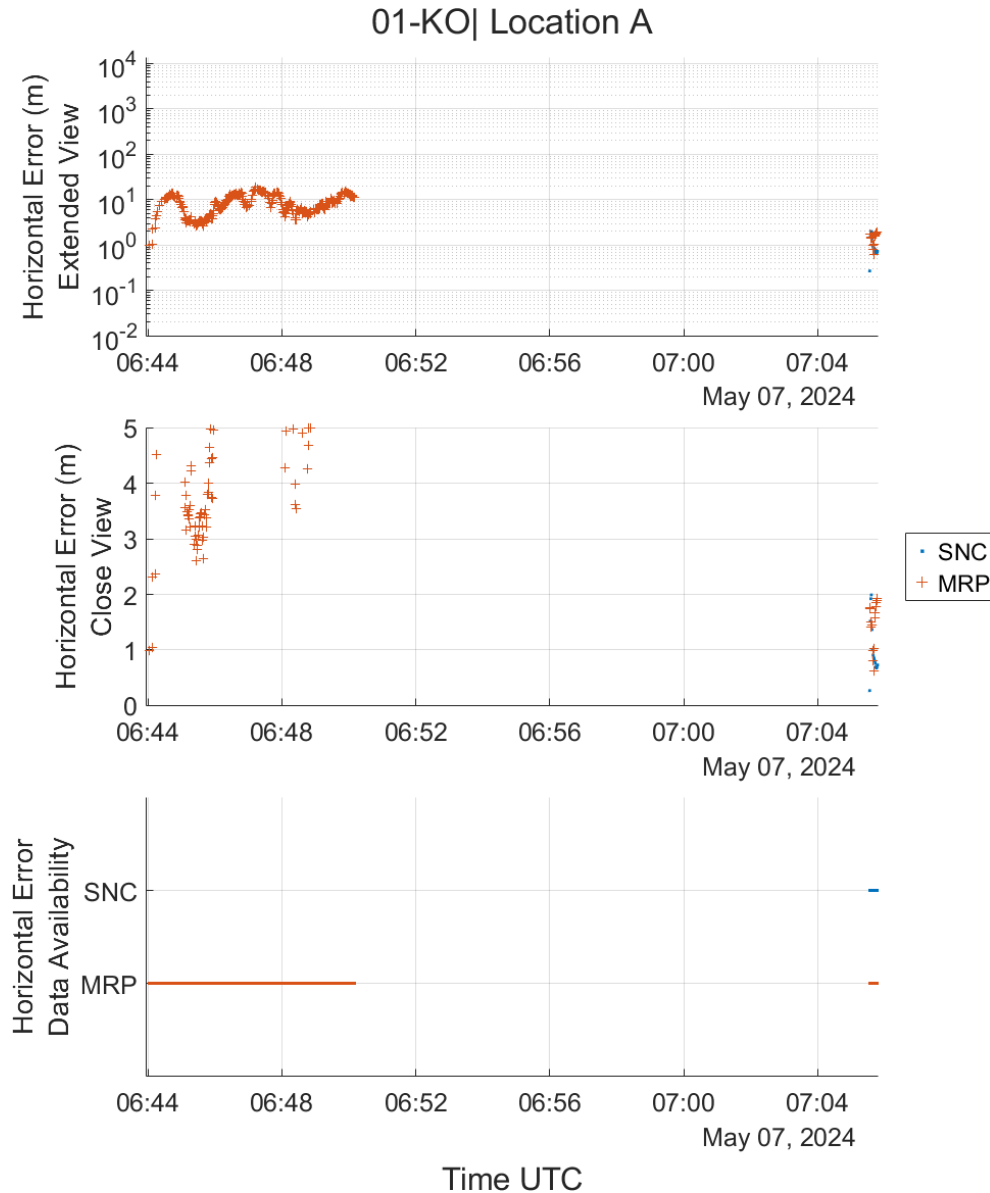 01-KO| Location A
Horizontal Error (m)
Extended View
10^4
10^3
10^2
10^1
10^0
10^-1
10^-2
06:44 06:48 06:52 06:56 07:00 07:04
May 07, 2024
Horizontal Error (m)
Close View
5
4
3
2
1
0
06:44 06:48 06:52 06:56 07:00 07:04
May 07, 2024
SNC
MRP
Horizontal Error
Data Availability
SNC
MRP
06:44 06:48 06:52 06:56 07:00 07:04
May 07, 2024
Time UTC